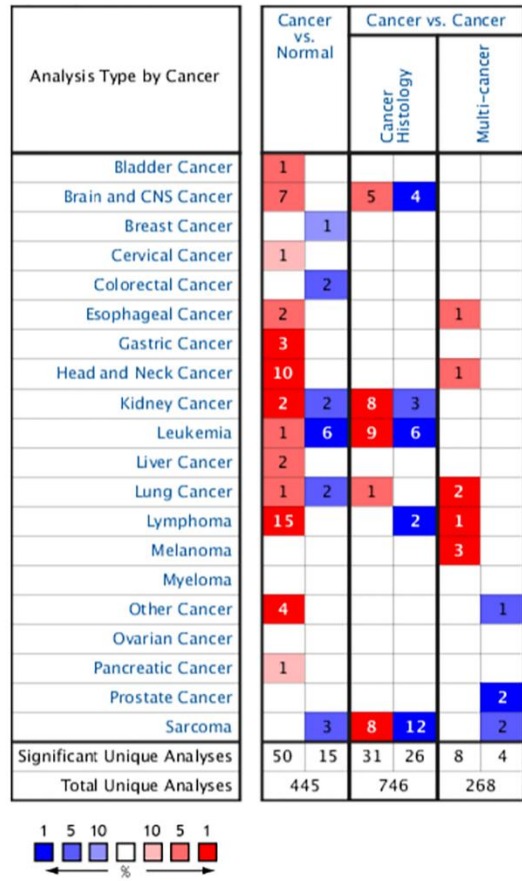 Analysis Type by Cancer
Cancer
vs.
Normal
Cancer vs. Cancer
Cancer
Histology
Multi-cancer
Bladder Cancer 1
Brain and CNS Cancer 7 5 4
Breast Cancer 1
Cervical Cancer 1
Colorectal Cancer 2
Esophageal Cancer 2 1
Gastric Cancer 3
Head and Neck Cancer 10 1
Kidney Cancer 2 2 8 3
Leukemia 1 6 9 6
Liver Cancer 2
Lung Cancer 1 2 1 2
Lymphoma 15 2 1
Melanoma 3
Myeloma
Other Cancer 4 1
Ovarian Cancer
Pancreatic Cancer 1
Prostate Cancer 2
Sarcoma 3 8 12 2
Significant Unique Analyses 50 15 31 26 8 4
Total Unique Analyses 445 746 268
1 5 10 10 5 1
%